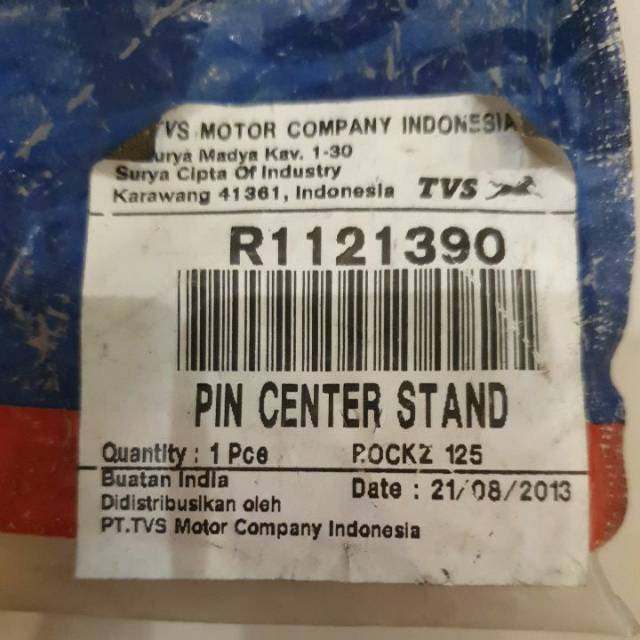 TVS MOTOR COMPANY INDONESIA
Surya Madya Kav. 1-30
Surya Cipta Of Industry
Karawang 41361, Indonesia TVS
R1121390
PIN CENTER STAND
Quantity : 1 Pce ROCKZ 125
Buatan India Date : 21/08/2013
Didistribusikan oleh
PT.TVS Motor Company Indonesia